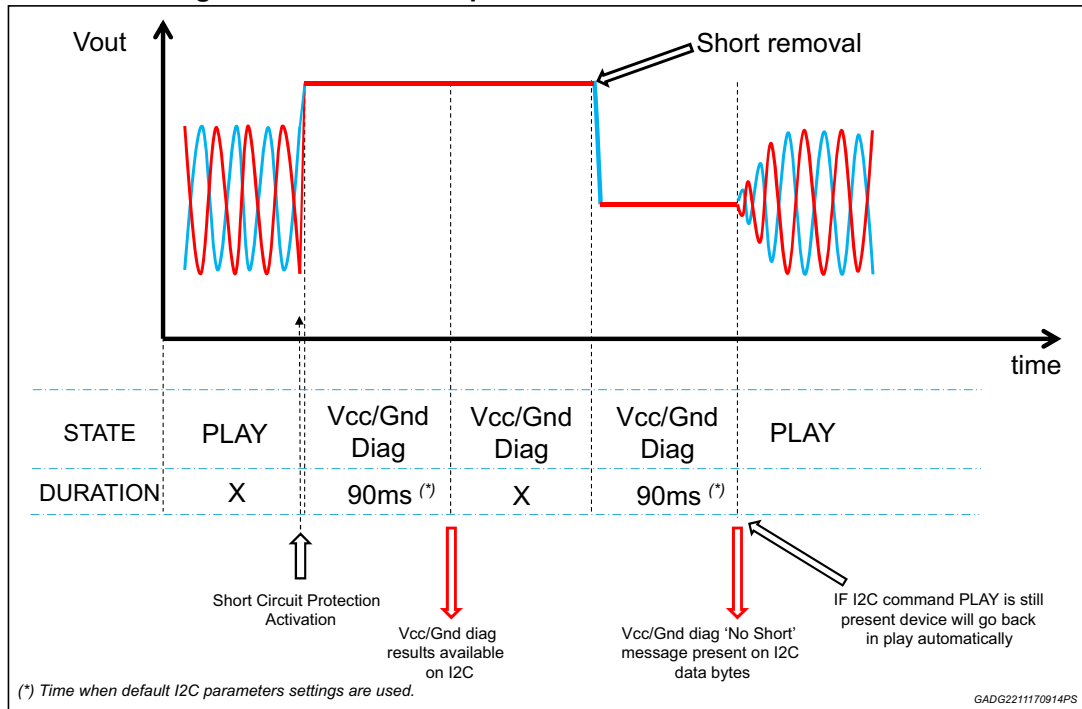 Vout
Short removal
time
STATE PLAY Vcc/Gnd Diag Vcc/Gnd Diag Vcc/Gnd Diag PLAY
DURATION X 90ms (*) X 90ms (*)
Short Circuit Protection
Activation
Vcc/Gnd diag
results available
on I2C
Vcc/Gnd diag 'No Short'
message present on I2C
data bytes
IF I2C command PLAY is still
present device will go back
in play automatically
(*) Time when default I2C parameters settings are used.
GADG2211170914PS